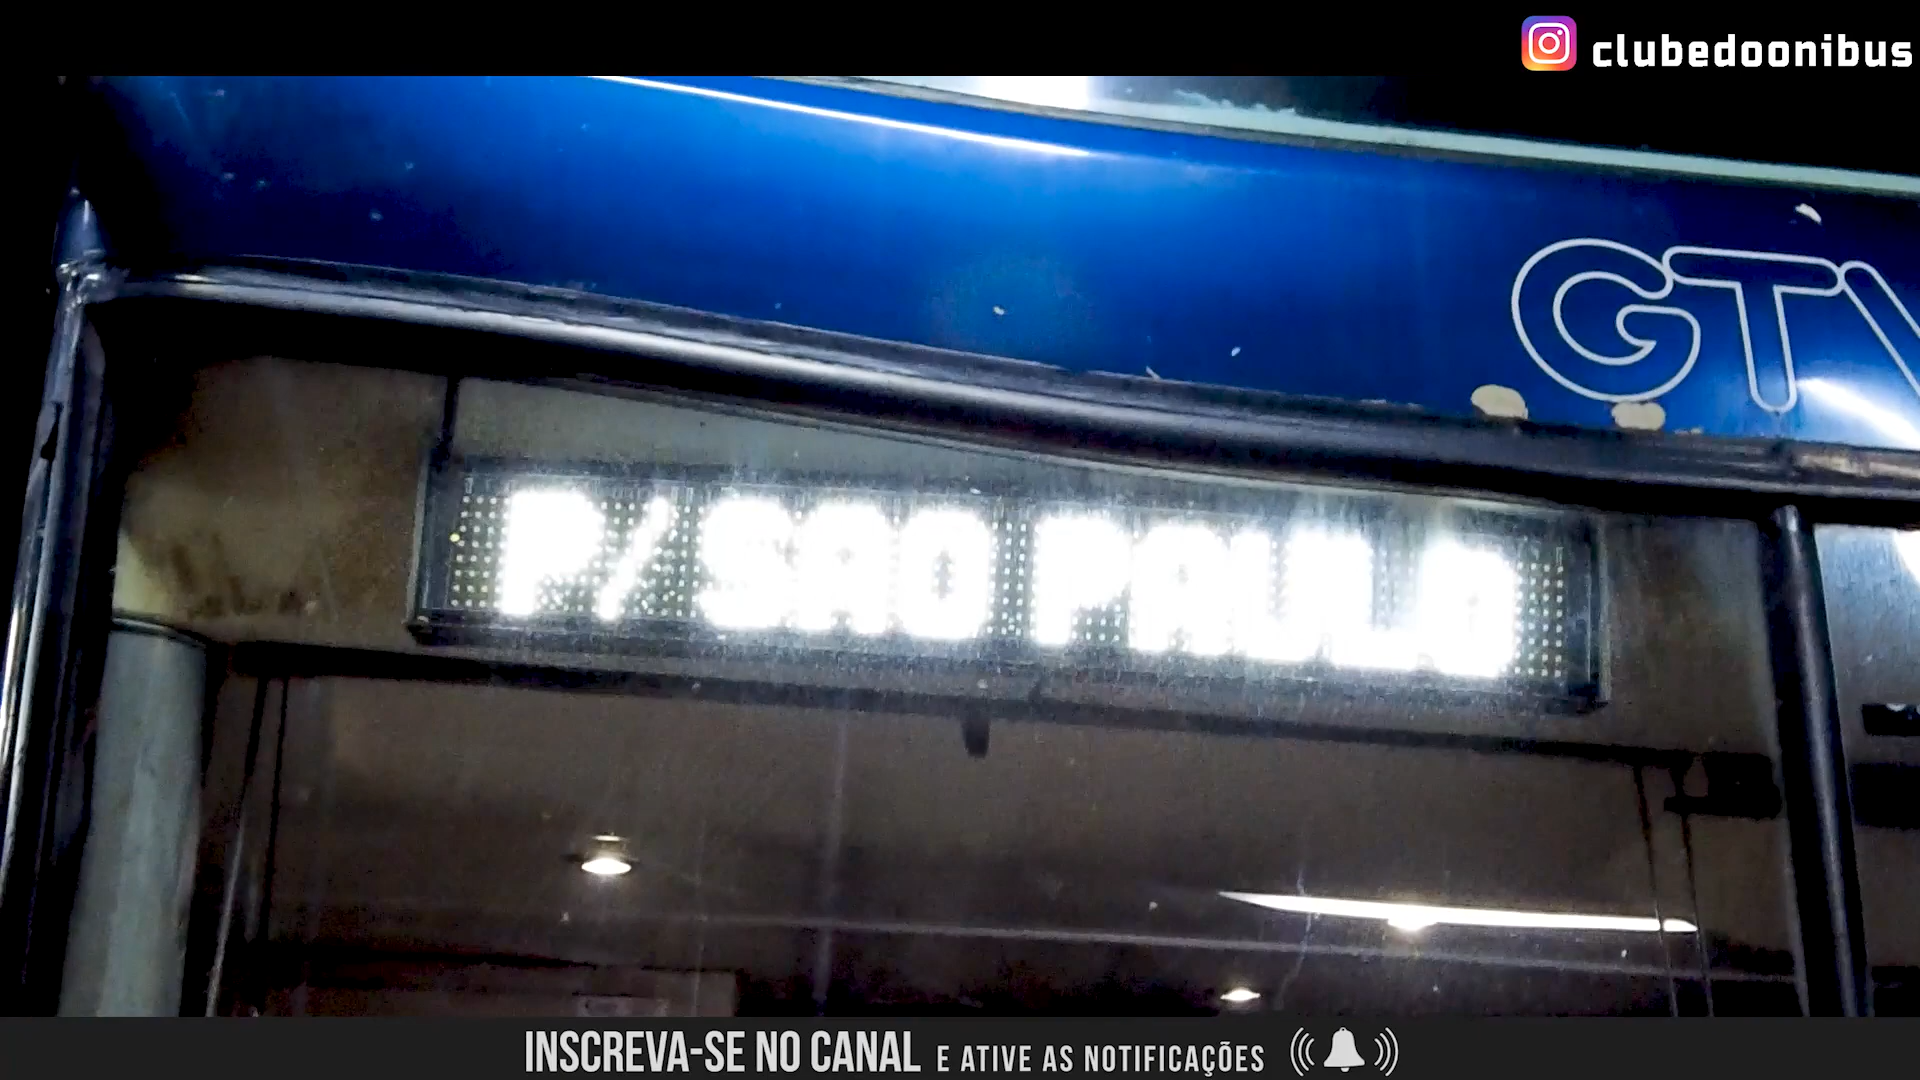 clubedoonibus
GTV
P/ SAO PAULO
INSCREVA-SE NO CANAL E ATIVE AS NOTIFICAÇÕES